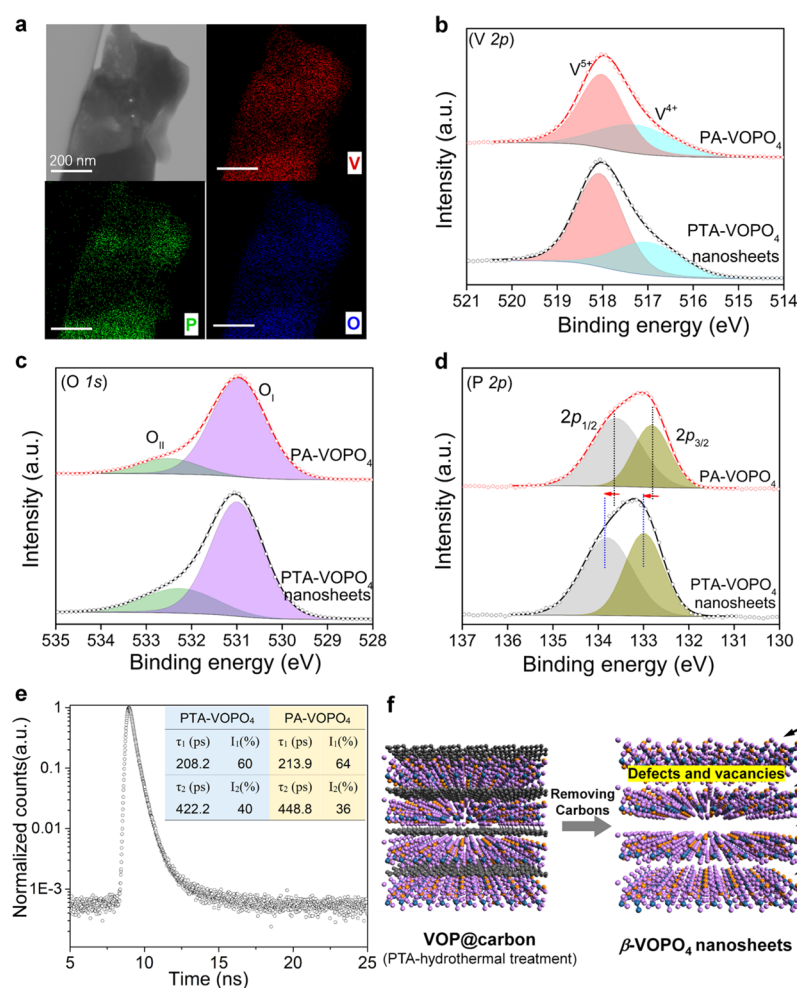 a
200 nm
V
P
O
b
(V 2p)
V5+
V4+
PA-VOPO4
PTA-VOPO4
nanosheets
Intensity (a.u.)
521 520 519 518 517 516 515 514
Binding energy (eV)
c
(O 1s)
OI
OII
PA-VOPO4
PTA-VOPO4
nanosheets
Intensity (a.u.)
535 534 533 532 531 530 529 528
Binding energy (eV)
d
(P 2p)
2p1/2
2p3/2
PA-VOPO4
PTA-VOPO4
nanosheets
Intensity (a.u.)
137 136 135 134 133 132 131 130
Binding energy (eV)
e
Normalized counts(a.u.)
1
0.1
0.01
1E-3
PTA-VOPO4 PA-VOPO4
τ1 (ps) I1(%) τ1 (ps) I1(%)
208.2 60 213.9 64
τ2 (ps) I2(%) τ2 (ps) I2(%)
422.2 40 448.8 36
5 10 15 20 25
Time (ns)
f
Removing
Carbons
Defects and vacancies
VOP@carbon
(PTA-hydrothermal treatment)
β-VOPO4 nanosheets